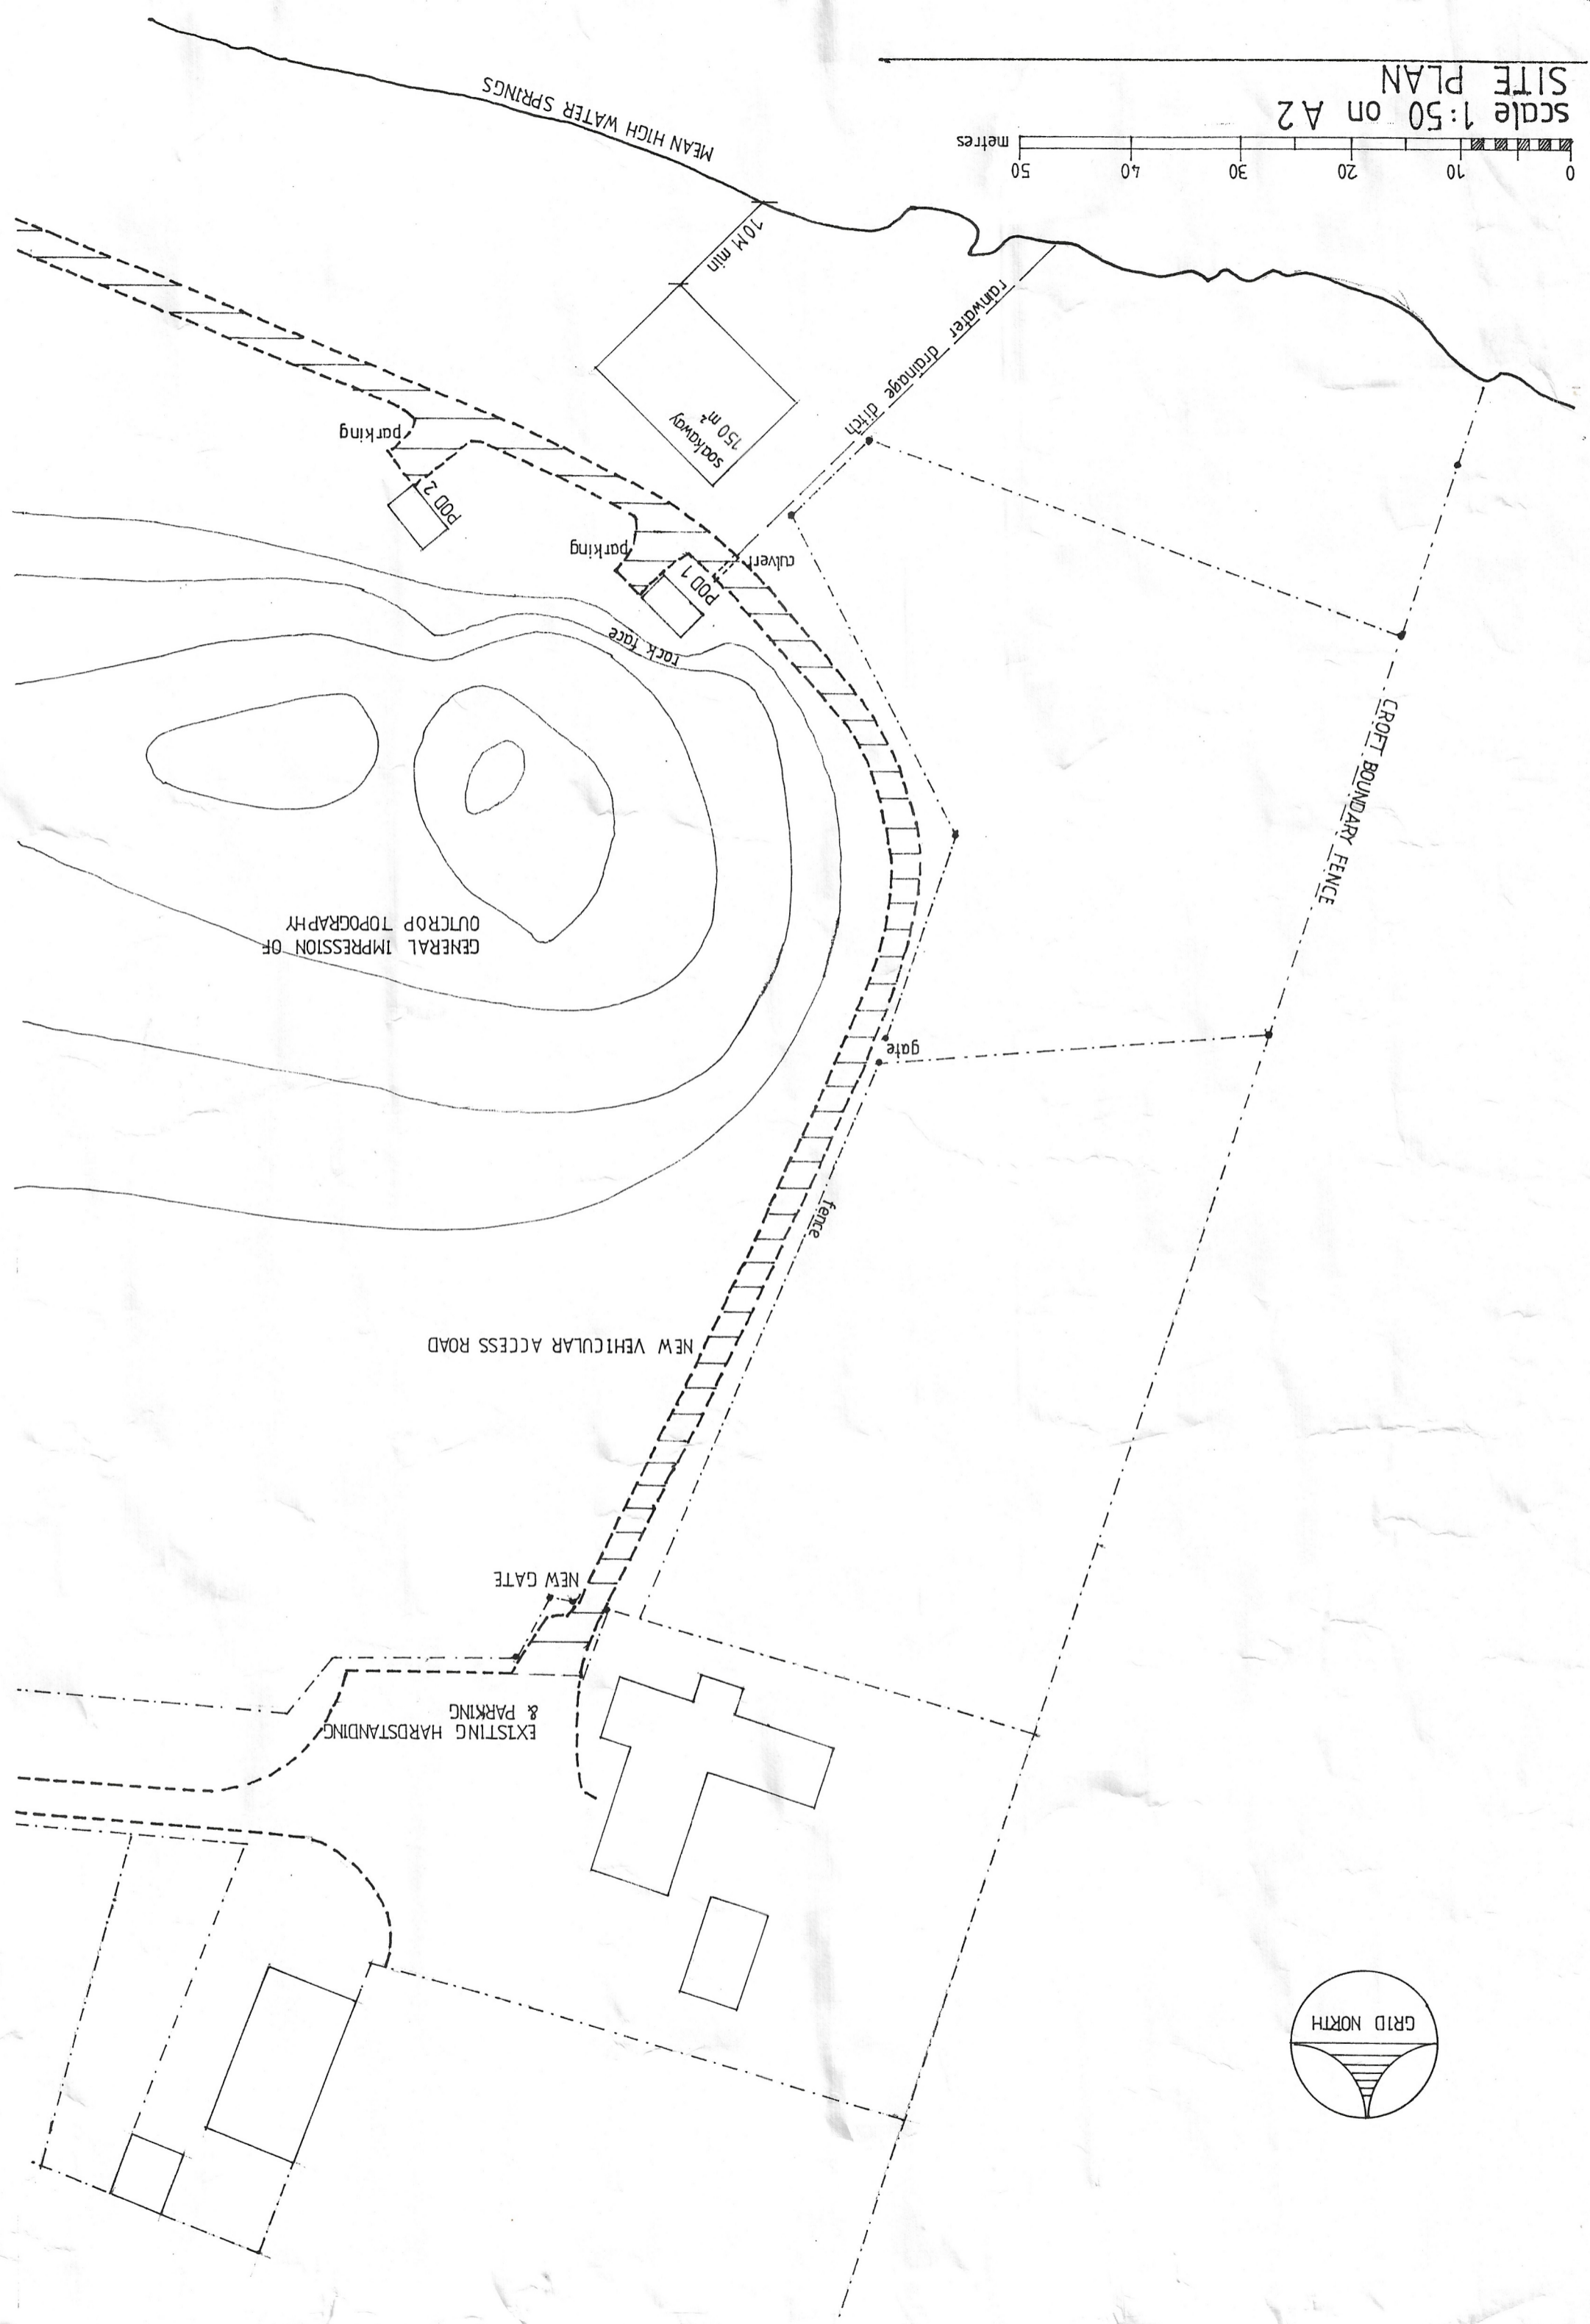 GRID NORTH
EXISTING HARDSTANDING
& PARKING
NEW GATE
NEW VEHICULAR ACCESS ROAD
fence
gate
GENERAL IMPRESSION OF
OUTCROP TOPOGRAPHY
CROFT BOUNDARY FENCE
rock face
POD 1
culvert
parking
POD 2
parking
soakaway
150 m²
rainwater drainage ditch
10M min
0 10 20 30 40 50
metres
MEAN HIGH WATER SPRINGS
scale 1:50 on A2
SITE PLAN